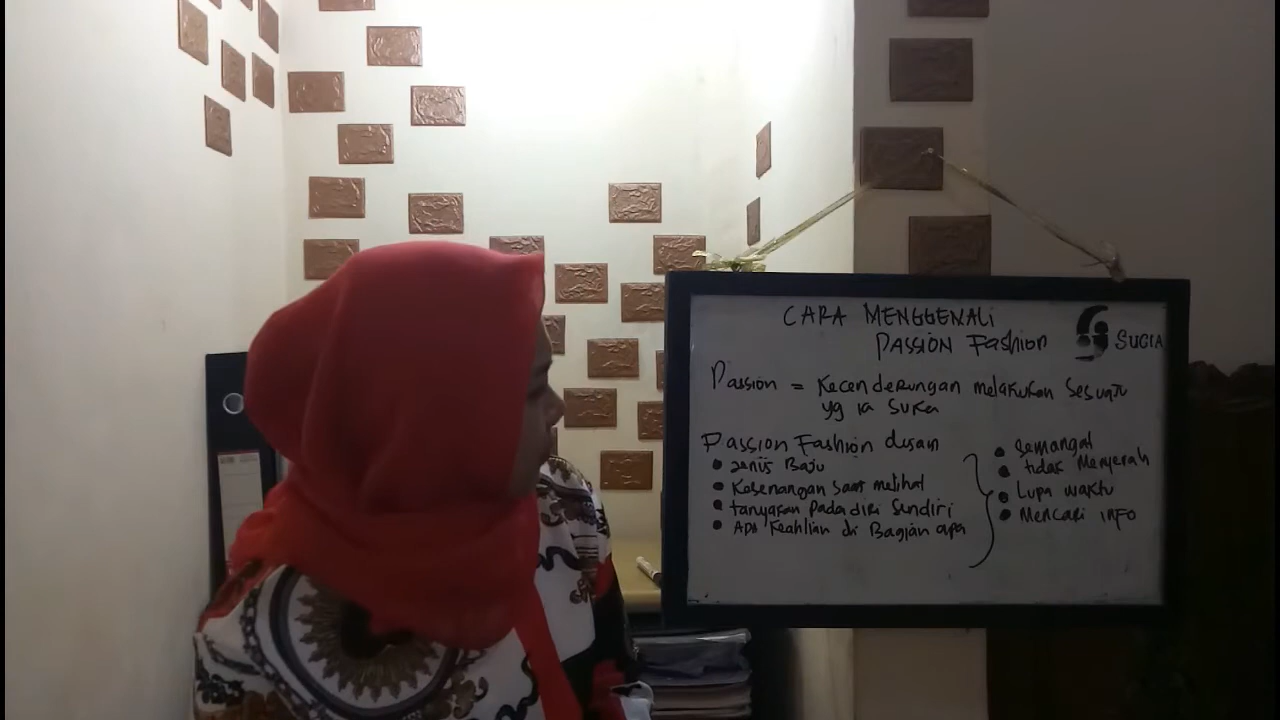 CARA MENGGENALI
PASSION Fashion
SUCIA
Passion = Kecenderungan melakukan sesuatu
yg ia suka
Passion Fashion desain
Jenis Baju
Kesenangan saat melihat
tanyakan pada diri sendiri
Apa Keahlian di Bagian apa
semangat
tidak Menyerah
Lupa waktu
Mencari INFO